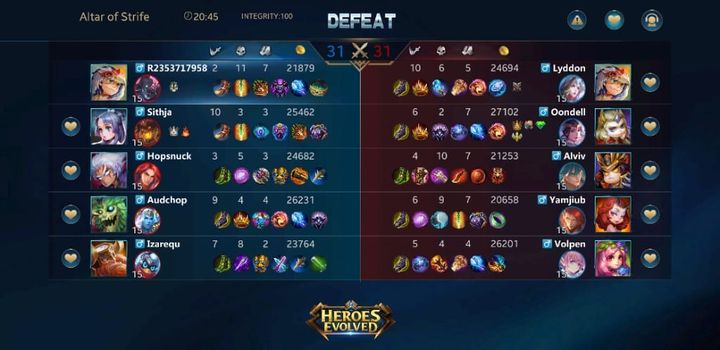 Altar of Strife 20:45 INTEGRITY:100 DEFEAT
31 31
R2353717958 2 11 7 21879
15
10 6 5 24694 Lyddon
15
Sithja 10 3 3 25462
15
6 2 7 27102 Oondell
15
Hopsnuck 3 5 3 24682
15
4 10 7 21253 Alviv
15
Audchop 9 4 4 26231
15
6 9 7 20658 Yamjiub
15
Izarequ 7 8 2 23764
15
5 4 4 26201 Volpen
15
HEROES
EVOLVED